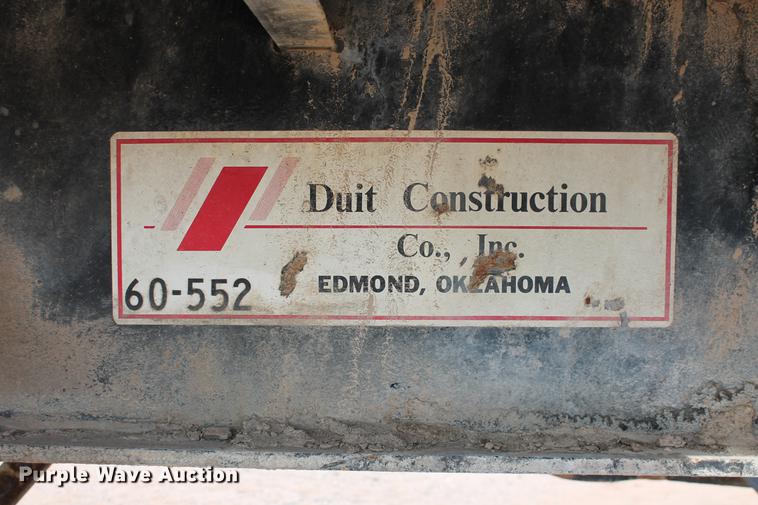 Duit Construction
Co., Inc.
EDMOND, OKLAHOMA
60-552
Purple Wave Auction